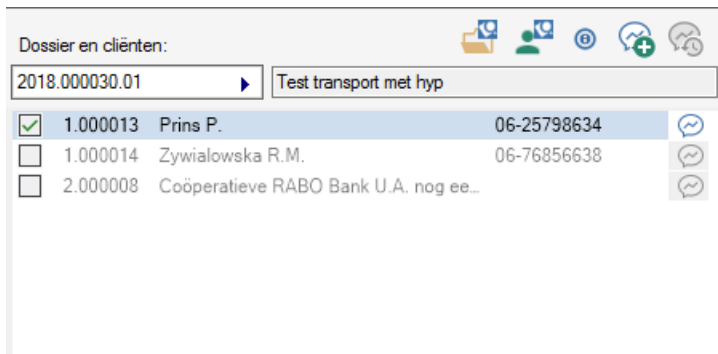 Dossier en cliënten:
2018.000030.01 Test transport met hyp
1.000013 Prins P. 06-25798634
1.000014 Zywialowska R.M. 06-76856638
2.000008 Coöperatieve RABO Bank U.A. nog ee...